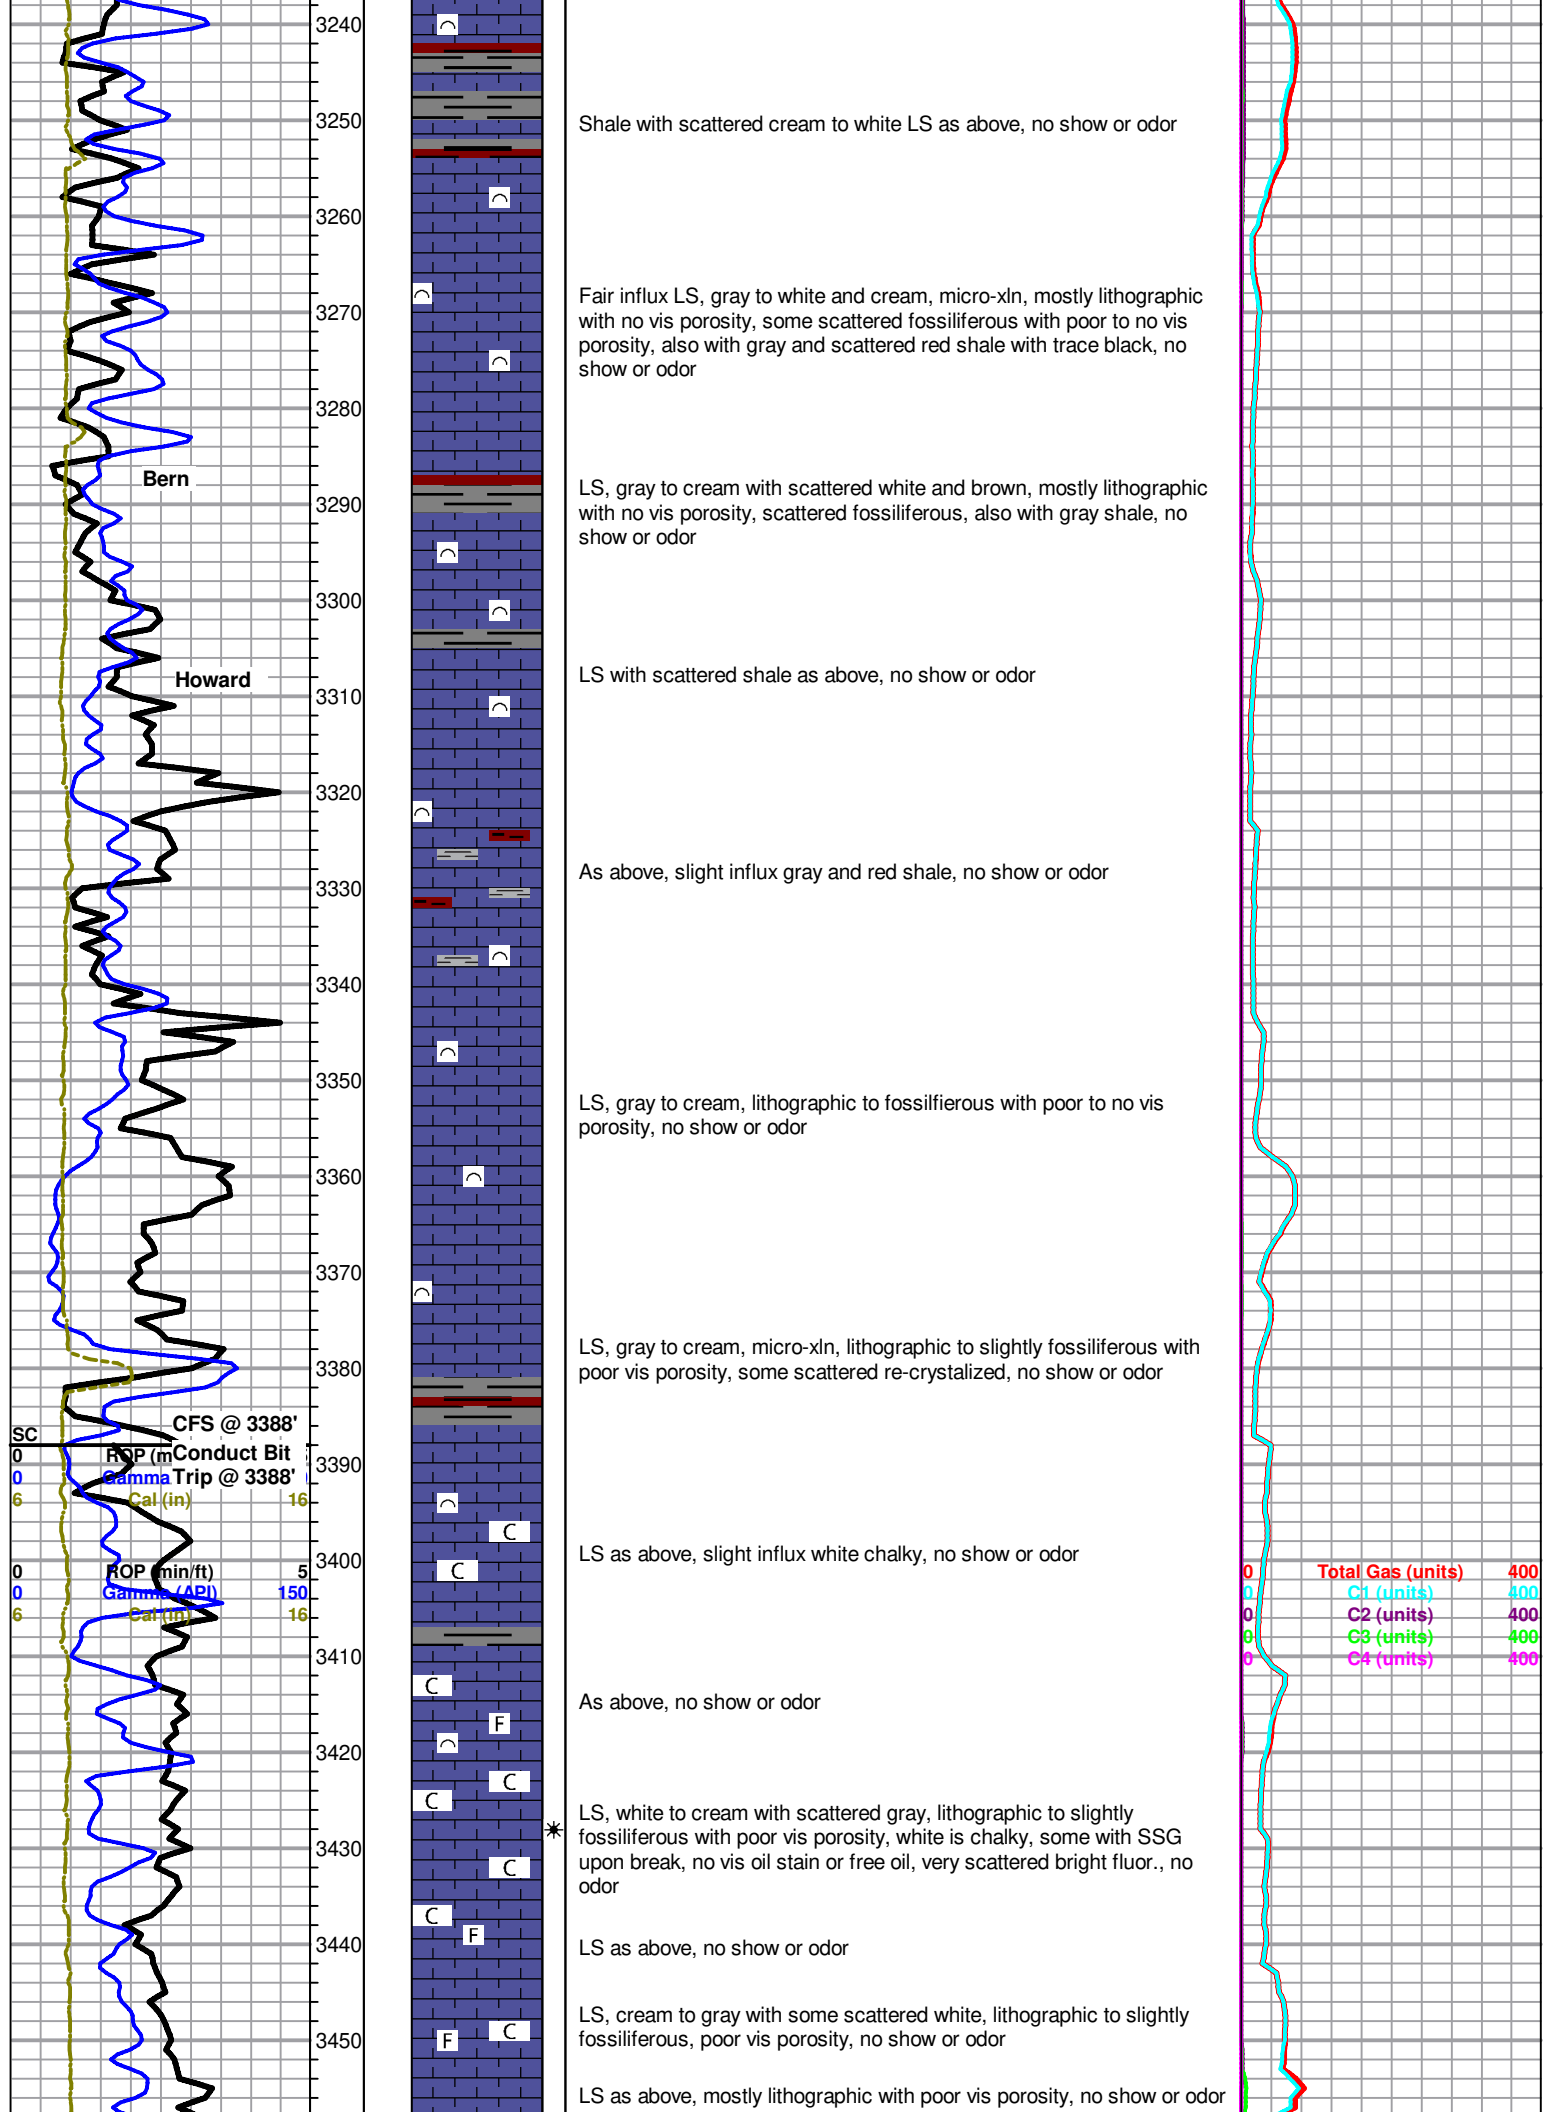 3240
3250
Shale with scattered cream to white LS as above, no show or odor
3260
Fair influx LS, gray to white and cream, micro-xln, mostly lithographic
with no vis porosity, some scattered fossiliferous with poor to no vis
porosity, also with gray and scattered red shale with trace black, no
show or odor
3270
3280
Bern
LS, gray to cream with scattered white and brown, mostly lithographic
with no vis porosity, scattered fossiliferous, also with gray shale, no
show or odor
3290
3300
Howard
LS with scattered shale as above, no show or odor
3310
3320
As above, slight influx gray and red shale, no show or odor
3330
3340
3350
LS, gray to cream, lithographic to fossilfierous with poor to no vis
porosity, no show or odor
3360
3370
LS, gray to cream, micro-xln, lithographic to slightly fossiliferous with
poor vis porosity, some scattered re-crystalized, no show or odor
3380
CFS @ 3388'
SC
Conduct Bit
Trip @ 3388'
0 ROP (m
0 Gamma
6 Cal (in) 16
3390
C
LS as above, slight influx white chalky, no show or odor
3400
C
0 ROP (min/ft) 5
0 Gamma (API) 150
6 Cal (in) 16
0 Total Gas (units) 400
0 C1 (units) 400
0 C2 (units) 400
0 C3 (units) 400
0 C4 (units) 400
3410
C
As above, no show or odor
F
3420
C
C
LS, white to cream with scattered gray, lithographic to slightly
fossiliferous with poor vis porosity, white is chalky, some with SSG
upon break, no vis oil stain or free oil, very scattered bright fluor., no
odor
3430
C
C
F
3440
LS as above, no show or odor
LS, cream to gray with some scattered white, lithographic to slightly
fossiliferous, poor vis porosity, no show or odor
C
F
3450
LS as above, mostly lithographic with poor vis porosity, no show or odor